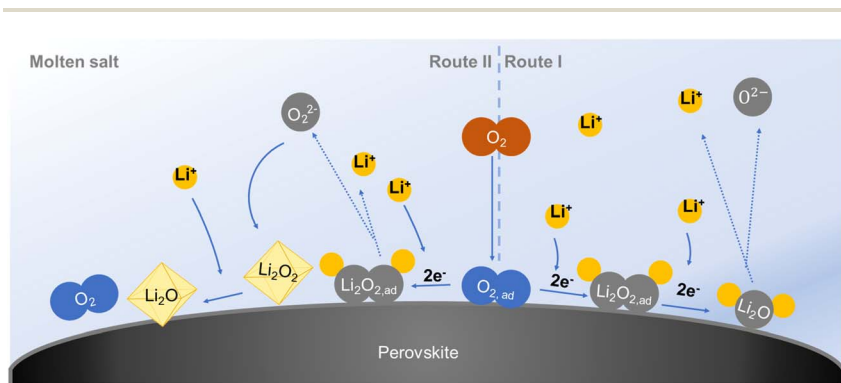 Molten salt
Route II
Route I
O₂²⁻
Li⁺
Li⁺
Li⁺
O₂
Li⁺
Li⁺
O²⁻
Li⁺
Li⁺
O₂
Li₂O
Li₂O₂
Li₂O₂,ad
2e⁻
O₂, ad
2e⁻
Li₂O₂,ad
2e⁻
Li₂O
Perovskite